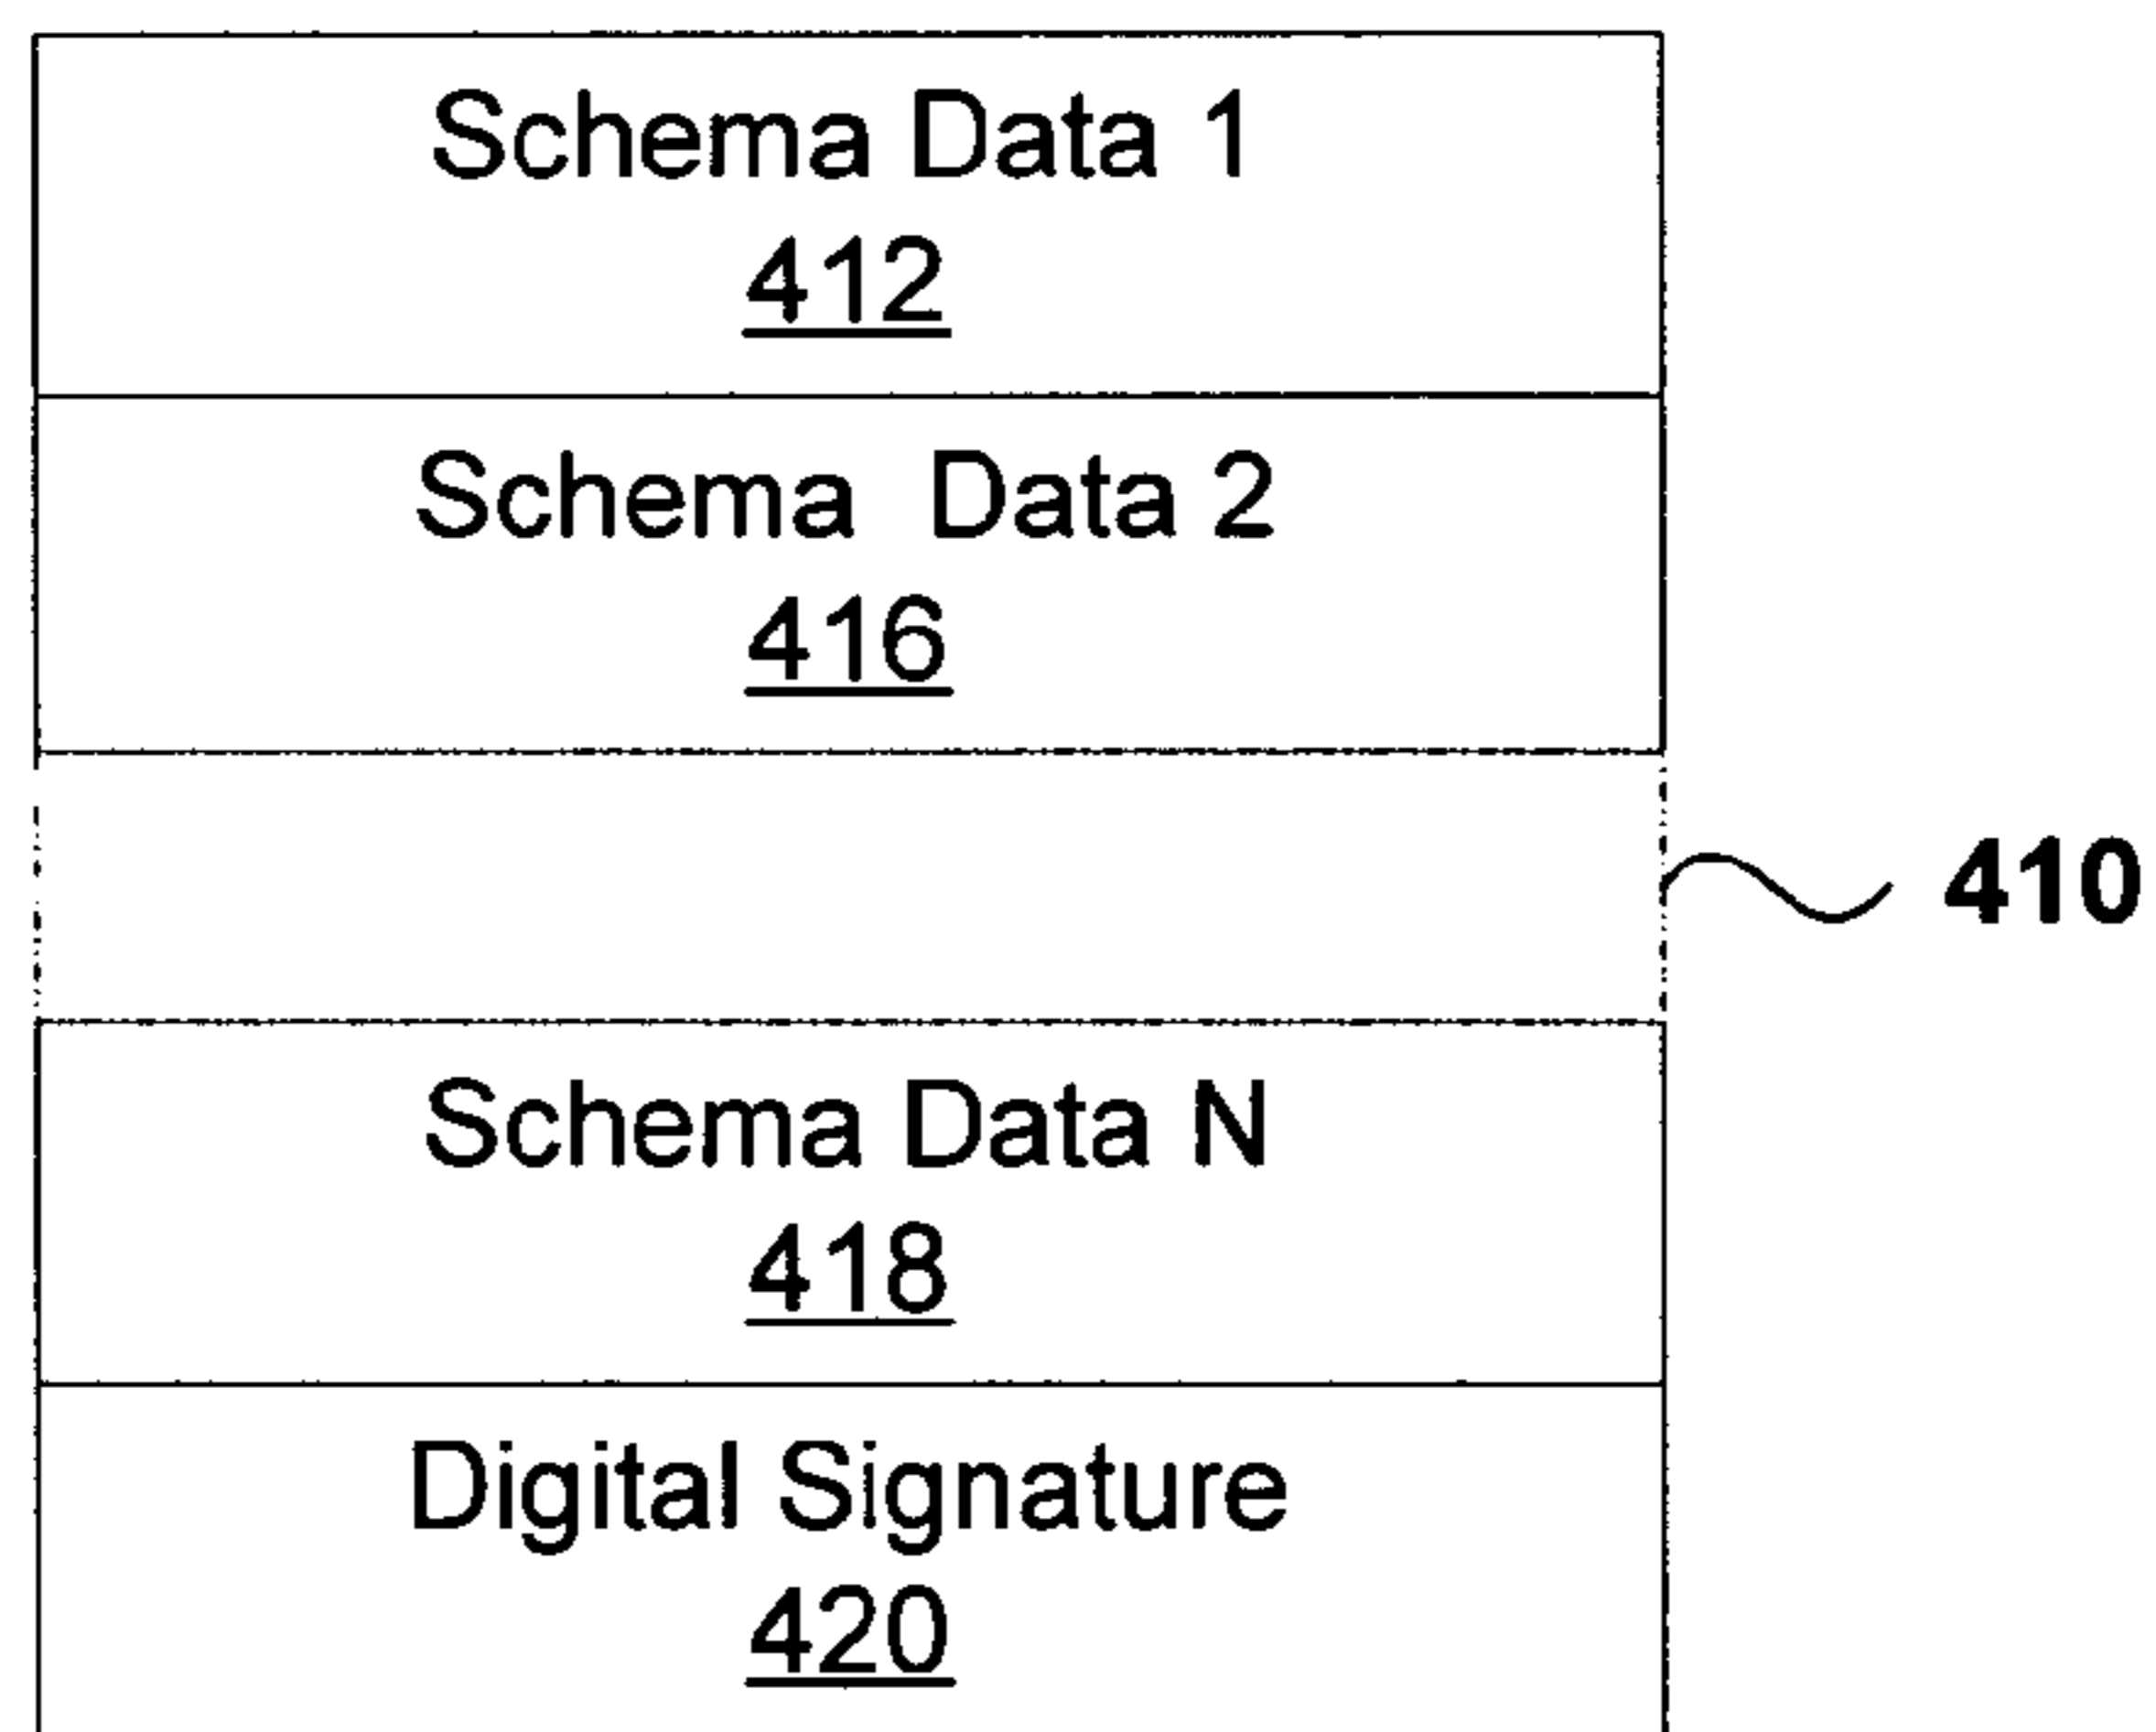 Schema Data 1
412
Schema Data 2
416
410
Schema Data N
418
Digital Signature
420